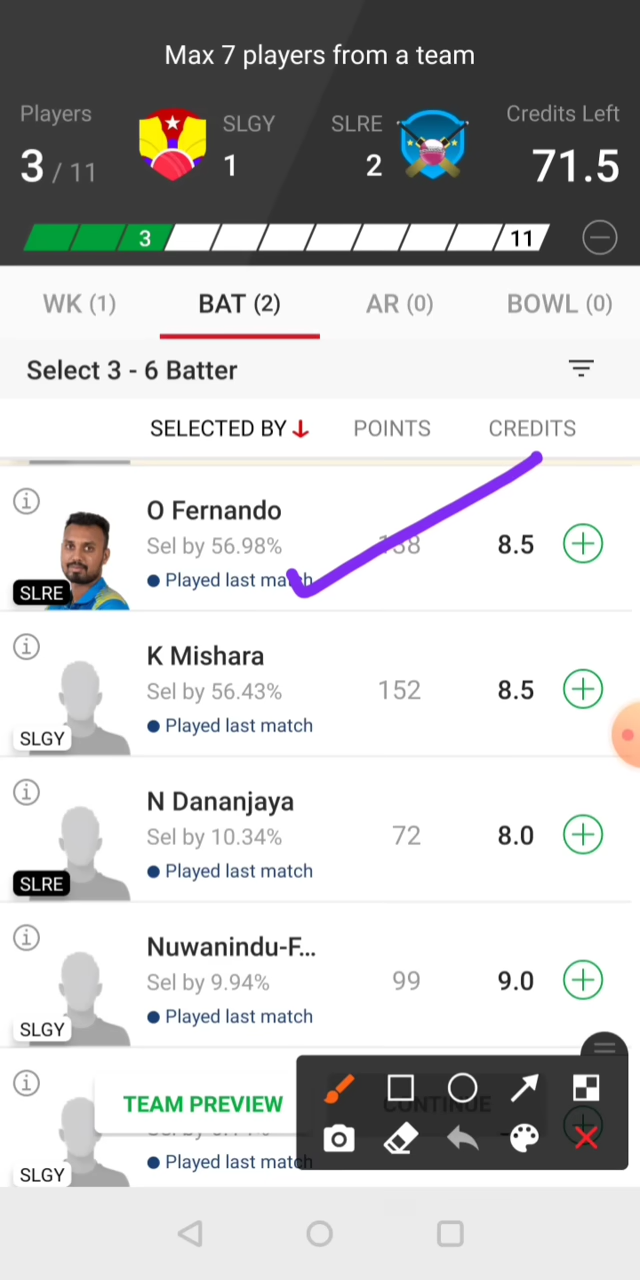 Max 7 players from a team
Players SLGY SLRE Credits Left
3 / 11 1 2 71.5
3 11
WK (1) BAT (2) AR (0) BOWL (0)
Select 3 - 6 Batter
SELECTED BY POINTS CREDITS
O Fernando
Sel by 56.98% 8.5
Played last match
SLRE
K Mishara
Sel by 56.43% 152 8.5
Played last match
SLGY
N Dananjaya
Sel by 10.34% 72 8.0
Played last match
SLRE
Nuwanindu-F...
Sel by 9.94% 99 9.0
Played last match
SLGY
TEAM PREVIEW CONTINUE
Played last match
SLGY